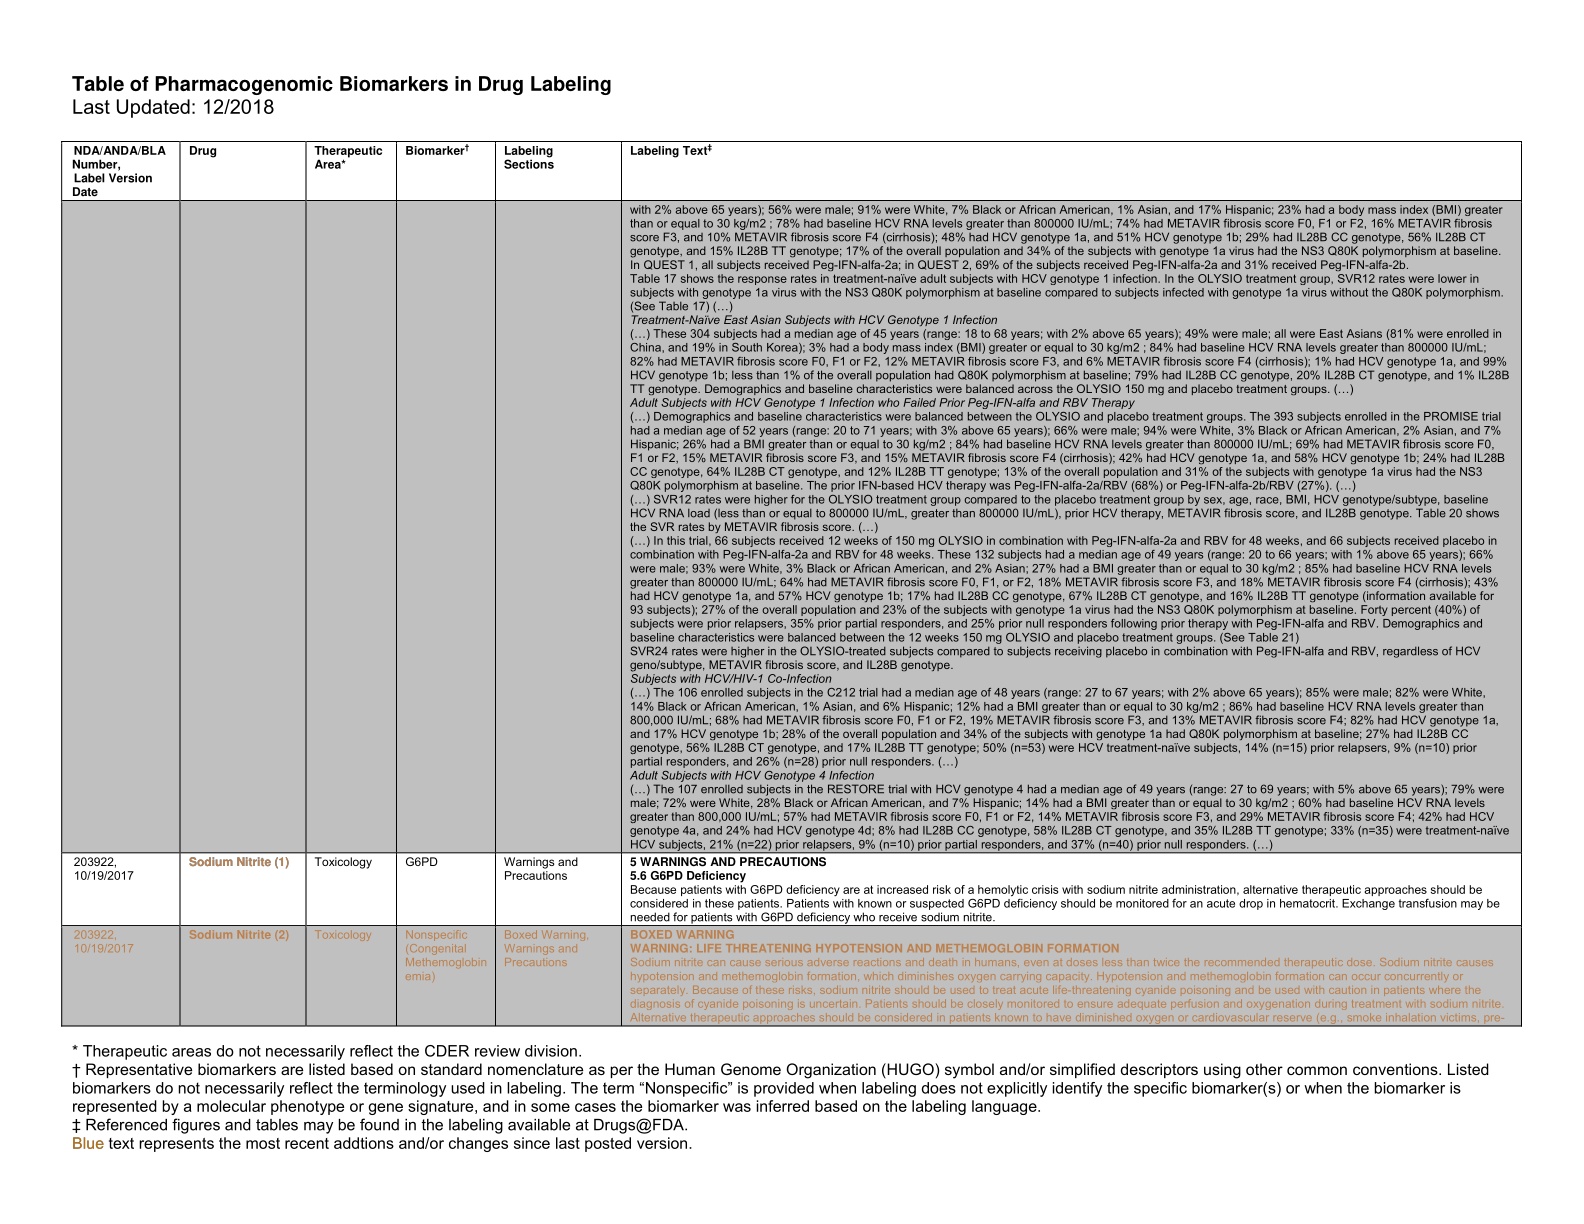 Table of Pharmacogenomic Biomarkers in Drug Labeling
Last Updated: 12/2018
NDA/ANDA/BLA Number, Label Version Date
Drug
Therapeutic Area*
Biomarker†
Labeling Sections
Labeling Text‡
with 2% above 65 years); 56% were male; 91% were White, 7% Black or African American, 1% Asian, and 17% Hispanic; 23% had a body mass index (BMI) greater
than or equal to 30 kg/m2 ; 78% had baseline HCV RNA levels greater than 800000 IU/mL; 74% had METAVIR fibrosis score F0, F1 or F2, 16% METAVIR fibrosis
score F3, and 10% METAVIR fibrosis score F4 (cirrhosis); 48% had HCV genotype 1a, and 51% HCV genotype 1b; 29% had IL28B CC genotype, 56% IL28B CT
genotype, and 15% IL28B TT genotype; 17% of the overall population and 34% of the subjects with genotype 1a virus had the NS3 Q80K polymorphism at baseline.
In QUEST 1, all subjects received Peg-IFN-alfa-2a; in QUEST 2, 69% of the subjects received Peg-IFN-alfa-2a and 31% received Peg-IFN-alfa-2b.
Table 17 shows the response rates in treatment-naïve adult subjects with HCV genotype 1 infection. In the OLYSIO treatment group, SVR12 rates were lower in
subjects with genotype 1a virus with the NS3 Q80K polymorphism at baseline compared to subjects infected with genotype 1a virus without the Q80K polymorphism.
(See Table 17) (…)
Treatment-Naïve East Asian Subjects with HCV Genotype 1 Infection
(…) These 304 subjects had a median age of 45 years (range: 18 to 68 years; with 2% above 65 years); 49% were male; all were East Asians (81% were enrolled in
China, and 19% in South Korea); 3% had a body mass index (BMI) greater or equal to 30 kg/m2 ; 84% had baseline HCV RNA levels greater than 800000 IU/mL;
82% had METAVIR fibrosis score F0, F1 or F2, 12% METAVIR fibrosis score F3, and 6% METAVIR fibrosis score F4 (cirrhosis); 1% had HCV genotype 1a, and 99%
HCV genotype 1b; less than 1% of the overall population had Q80K polymorphism at baseline; 79% had IL28B CC genotype, 20% IL28B CT genotype, and 1% IL28B
TT genotype. Demographics and baseline characteristics were balanced across the OLYSIO 150 mg and placebo treatment groups. (…)
Adult Subjects with HCV Genotype 1 Infection who Failed Prior Peg-IFN-alfa and RBV Therapy
(…) Demographics and baseline characteristics were balanced between the OLYSIO and placebo treatment groups. The 393 subjects enrolled in the PROMISE trial
had a median age of 52 years (range: 20 to 71 years; with 3% above 65 years); 66% were male; 94% were White, 3% Black or African American, 2% Asian, and 7%
Hispanic; 26% had a BMI greater than or equal to 30 kg/m2 ; 84% had baseline HCV RNA levels greater than 800000 IU/mL; 69% had METAVIR fibrosis score F0,
F1 or F2, 15% METAVIR fibrosis score F3, and 15% METAVIR fibrosis score F4 (cirrhosis); 42% had HCV genotype 1a, and 58% HCV genotype 1b; 24% had IL28B
CC genotype, 64% IL28B CT genotype, and 12% IL28B TT genotype; 13% of the overall population and 31% of the subjects with genotype 1a virus had the NS3
Q80K polymorphism at baseline. The prior IFN-based HCV therapy was Peg-IFN-alfa-2a/RBV (68%) or Peg-IFN-alfa-2b/RBV (27%). (…)
(…) SVR12 rates were higher for the OLYSIO treatment group compared to the placebo treatment group by sex, age, race, BMI, HCV genotype/subtype, baseline
HCV RNA load (less than or equal to 800000 IU/mL, greater than 800000 IU/mL), prior HCV therapy, METAVIR fibrosis score, and IL28B genotype. Table 20 shows
the SVR rates by METAVIR fibrosis score. (…)
(…) In this trial, 66 subjects received 12 weeks of 150 mg OLYSIO in combination with Peg-IFN-alfa-2a and RBV for 48 weeks, and 66 subjects received placebo in
combination with Peg-IFN-alfa-2a and RBV for 48 weeks. These 132 subjects had a median age of 49 years (range: 20 to 66 years; with 1% above 65 years); 66%
were male; 93% were White, 3% Black or African American, and 2% Asian; 27% had a BMI greater than or equal to 30 kg/m2 ; 85% had baseline HCV RNA levels
greater than 800000 IU/mL; 64% had METAVIR fibrosis score F0, F1, or F2, 18% METAVIR fibrosis score F3, and 18% METAVIR fibrosis score F4 (cirrhosis); 43%
had HCV genotype 1a, and 57% HCV genotype 1b; 17% had IL28B CC genotype, 67% IL28B CT genotype, and 16% IL28B TT genotype (information available for
93 subjects); 27% of the overall population and 23% of the subjects with genotype 1a virus had the NS3 Q80K polymorphism at baseline. Forty percent (40%) of
subjects were prior relapsers, 35% prior partial responders, and 25% prior null responders following prior therapy with Peg-IFN-alfa and RBV. Demographics and
baseline characteristics were balanced between the 12 weeks 150 mg OLYSIO and placebo treatment groups. (See Table 21)
SVR24 rates were higher in the OLYSIO-treated subjects compared to subjects receiving placebo in combination with Peg-IFN-alfa and RBV, regardless of HCV
geno/subtype, METAVIR fibrosis score, and IL28B genotype.
Subjects with HCV/HIV-1 Co-Infection
(…) The 106 enrolled subjects in the C212 trial had a median age of 48 years (range: 27 to 67 years; with 2% above 65 years); 85% were male; 82% were White,
14% Black or African American, 1% Asian, and 6% Hispanic; 12% had a BMI greater than or equal to 30 kg/m2 ; 86% had baseline HCV RNA levels greater than
800,000 IU/mL; 68% had METAVIR fibrosis score F0, F1 or F2, 19% METAVIR fibrosis score F3, and 13% METAVIR fibrosis score F4; 82% had HCV genotype 1a,
and 17% HCV genotype 1b; 28% of the overall population and 34% of the subjects with genotype 1a had Q80K polymorphism at baseline; 27% had IL28B CC
genotype, 56% IL28B CT genotype, and 17% IL28B TT genotype; 50% (n=53) were HCV treatment-naïve subjects, 14% (n=15) prior relapsers, 9% (n=10) prior
partial responders, and 26% (n=28) prior null responders. (…)
Adult Subjects with HCV Genotype 4 Infection
(…) The 107 enrolled subjects in the RESTORE trial with HCV genotype 4 had a median age of 49 years (range: 27 to 69 years; with 5% above 65 years); 79% were
male; 72% were White, 28% Black or African American, and 7% Hispanic; 14% had a BMI greater than or equal to 30 kg/m2 ; 60% had baseline HCV RNA levels
greater than 800,000 IU/mL; 57% had METAVIR fibrosis score F0, F1 or F2, 14% METAVIR fibrosis score F3, and 29% METAVIR fibrosis score F4; 42% had HCV
genotype 4a, and 24% had HCV genotype 4d; 8% had IL28B CC genotype, 58% IL28B CT genotype, and 35% IL28B TT genotype; 33% (n=35) were treatment-naïve
HCV subjects, 21% (n=22) prior relapsers, 9% (n=10) prior partial responders, and 37% (n=40) prior null responders. (…)
203922, 10/19/2017
Sodium Nitrite (1)
Toxicology
G6PD
Warnings and Precautions
5 WARNINGS AND PRECAUTIONS
5.6 G6PD Deficiency
Because patients with G6PD deficiency are at increased risk of a hemolytic crisis with sodium nitrite administration, alternative therapeutic approaches should be
considered in these patients. Patients with known or suspected G6PD deficiency should be monitored for an acute drop in hematocrit. Exchange transfusion may be
needed for patients with G6PD deficiency who receive sodium nitrite.
203922, 10/19/2017
Sodium Nitrite (2)
Toxicology
Nonspecific
(Congenital
Methemoglobin
emia)
Boxed Warning,
Warnings and
Precautions
BOXED WARNING
WARNING: LIFE THREATENING HYPOTENSION AND METHEMOGLOBIN FORMATION
Sodium nitrite can cause serious adverse reactions and death in humans, even at doses less than twice the recommended therapeutic dose. Sodium nitrite causes
hypotension and methemoglobin formation, which diminishes oxygen carrying capacity. Hypotension and methemoglobin formation can occur concurrently or
separately. Because of these risks, sodium nitrite should be used to treat acute life-threatening cyanide poisoning and be used with caution in patients where the
diagnosis of cyanide poisoning is uncertain. Patients should be closely monitored to ensure adequate perfusion and oxygenation during treatment with sodium nitrite.
Alternative therapeutic approaches should be considered in patients known to have diminished oxygen or cardiovascular reserve (e.g., smoke inhalation victims, pre-
* Therapeutic areas do not necessarily reflect the CDER review division.
† Representative biomarkers are listed based on standard nomenclature as per the Human Genome Organization (HUGO) symbol and/or simplified descriptors using other common conventions. Listed
biomarkers do not necessarily reflect the terminology used in labeling. The term “Nonspecific” is provided when labeling does not explicitly identify the specific biomarker(s) or when the biomarker is
represented by a molecular phenotype or gene signature, and in some cases the biomarker was inferred based on the labeling language.
‡ Referenced figures and tables may be found in the labeling available at Drugs@FDA.
Blue text represents the most recent addtions and/or changes since last posted version.